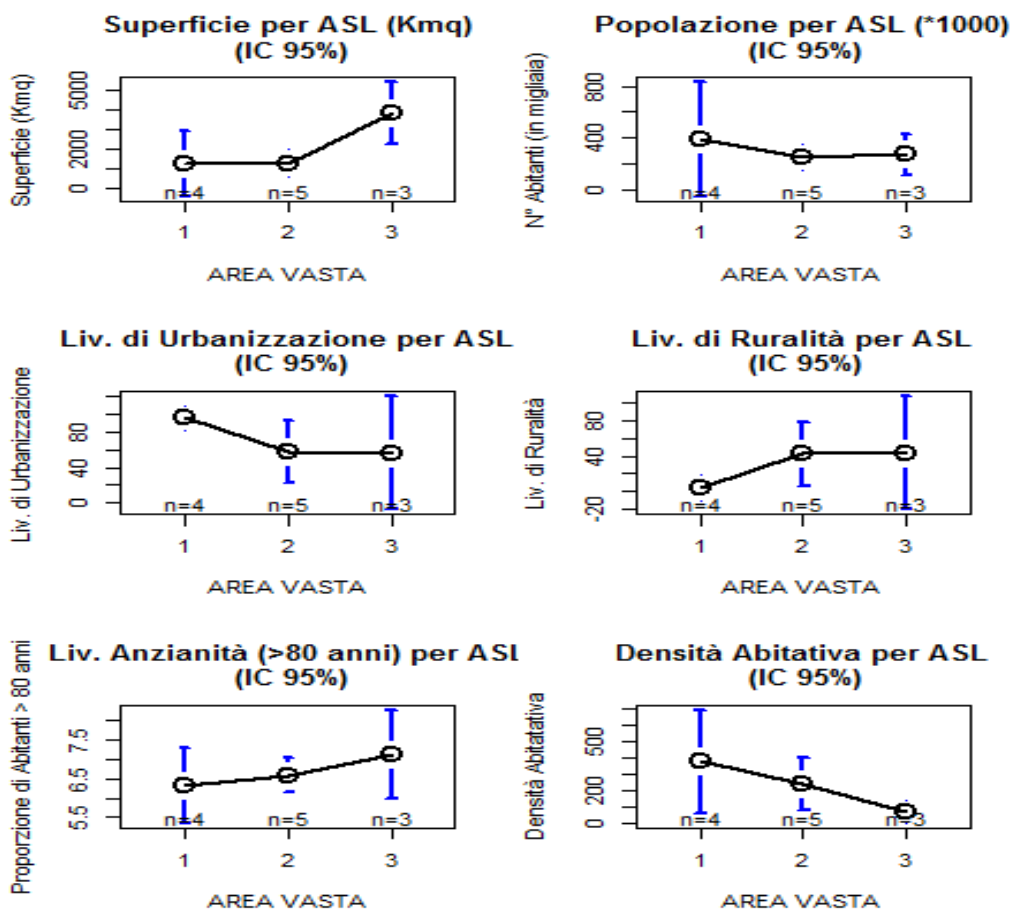 Superficie per ASL (Kmq)
(IC 95%)
Superficie (Kmq)
5000
2000
0
n=4
n=5
n=3
1
2
3
AREA VASTA
Popolazione per ASL (*1000)
(IC 95%)
N° Abitanti (in migliaia)
800
400
0
n=4
n=5
n=3
1
2
3
AREA VASTA
Liv. di Urbanizzazione per ASL
(IC 95%)
Liv. di Urbanizzazione
80
40
0
n=4
n=5
n=3
1
2
3
AREA VASTA
Liv. di Ruralità per ASL
(IC 95%)
Liv. di Ruralità
80
40
-20
n=4
n=5
n=3
1
2
3
AREA VASTA
Liv. Anzianità (>80 anni) per ASL
(IC 95%)
Proporzione di Abitanti > 80 anni
7.5
6.5
5.5
n=4
n=5
n=3
1
2
3
AREA VASTA
Densità Abitativa per ASL
(IC 95%)
Densità Abitatativa
500
200
0
n=4
n=5
n=3
1
2
3
AREA VASTA